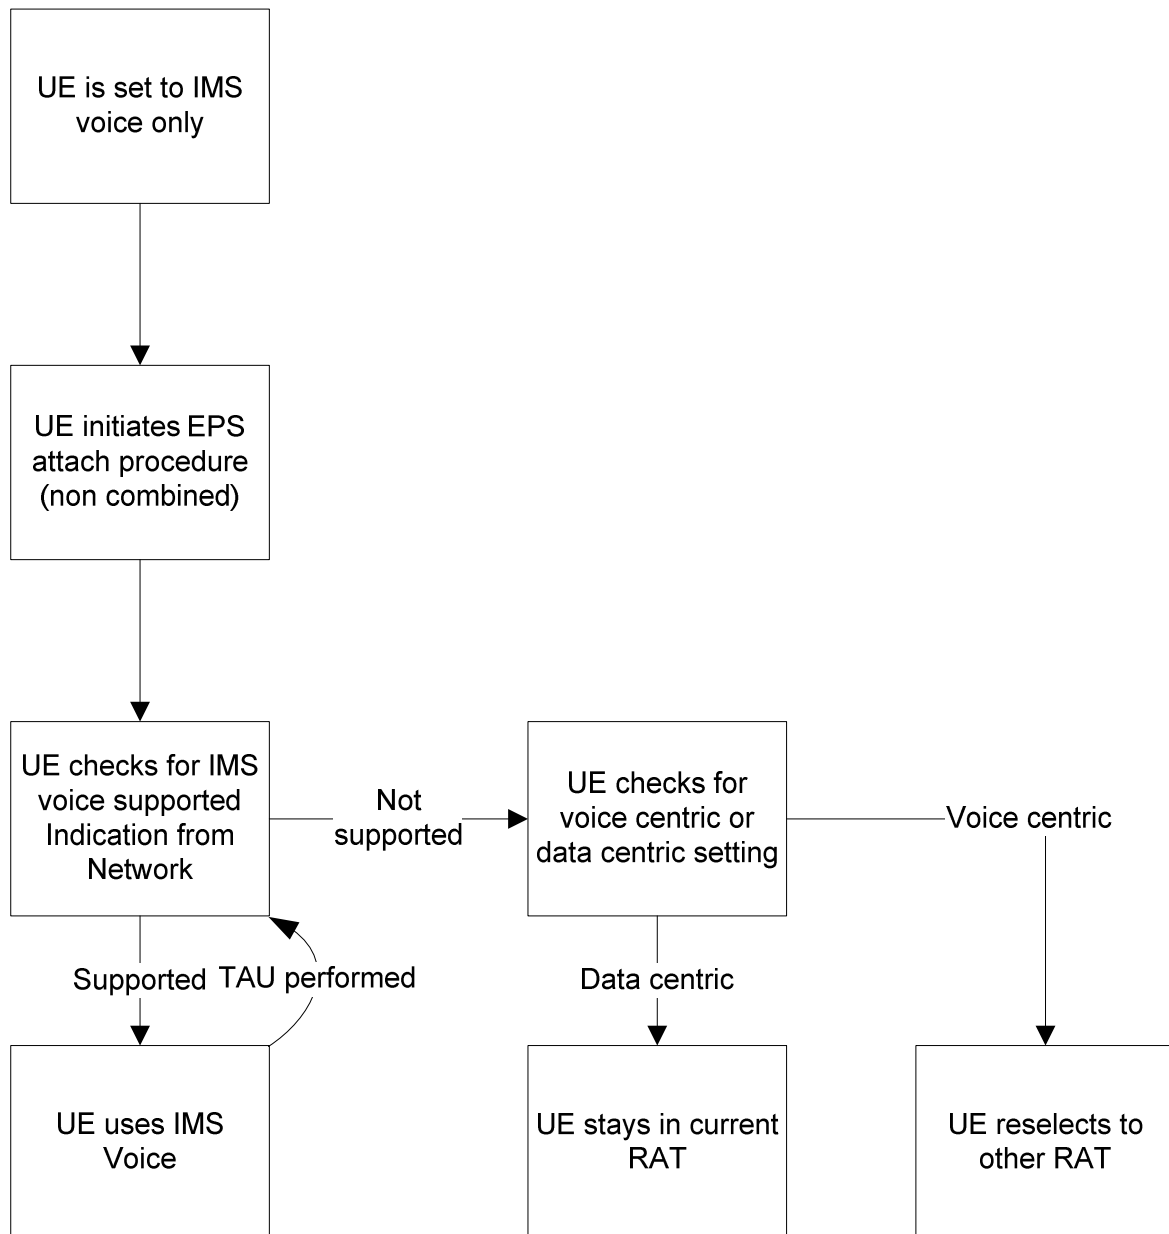 UE is set to IMS
voice only
UE initiates EPS
attach procedure
(non combined)
UE checks for IMS
voice supported
Indication from
Network
Not
supported
UE checks for
voice centric or
data centric setting
Voice centric
Supported
TAU performed
Data centric
UE uses IMS
Voice
UE stays in current
RAT
UE reselects to
other RAT